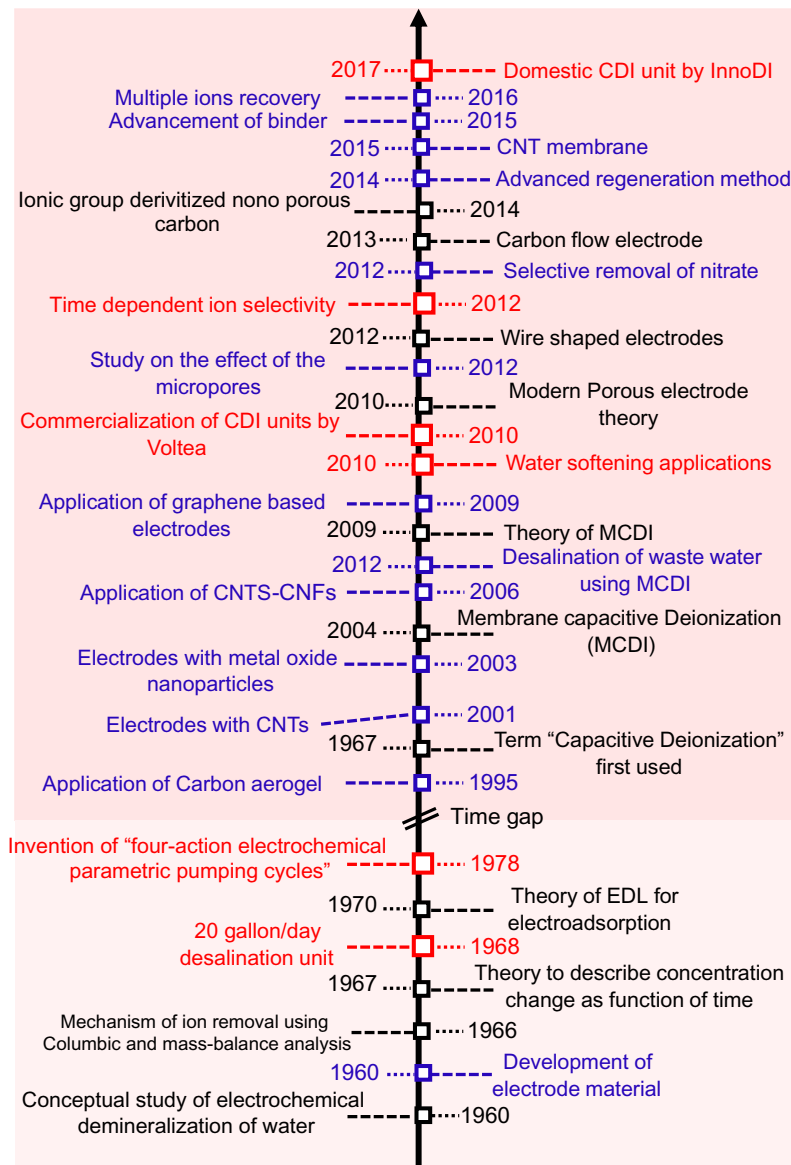 2017
Domestic CDI unit by InnoDI
Multiple ions recovery
2016
Advancement of binder
2015
2015
CNT membrane
2014
Advanced regeneration method
Ionic group derivitized nono porous
carbon
2014
2013
Carbon flow electrode
2012
Selective removal of nitrate
Time dependent ion selectivity
2012
2012
Wire shaped electrodes
Study on the effect of the
micropores
2012
2010
Modern Porous electrode
theory
Commercialization of CDI units by
Voltea
2010
2010
Water softening applications
Application of graphene based
electrodes
2009
2009
Theory of MCDI
2012
Desalination of waste water
using MCDI
Application of CNTS-CNFs
2006
2004
Membrane capacitive Deionization
(MCDI)
Electrodes with metal oxide
nanoparticles
2003
Electrodes with CNTs
2001
1967
Term “Capacitive Deionization”
first used
Application of Carbon aerogel
1995
Time gap
Invention of “four-action electrochemical
parametric pumping cycles”
1978
1970
Theory of EDL for
electroadsorption
20 gallon/day
desalination unit
1968
1967
Theory to describe concentration
change as function of time
Mechanism of ion removal using
Columbic and mass-balance analysis
1966
1960
Development of
electrode material
Conceptual study of electrochemical
demineralization of water
1960